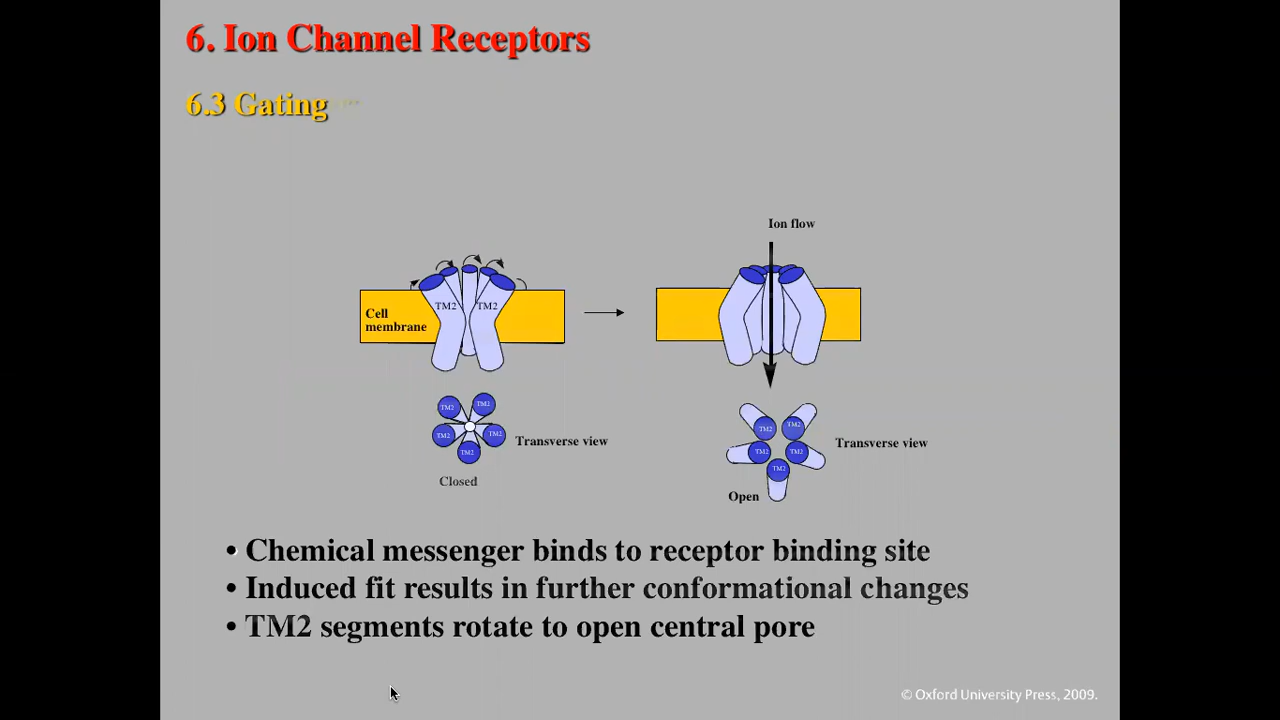 6. Ion Channel Receptors
6.3 Gating
Ion flow
TM2 TM2
Cell
membrane
TM2 TM2
TM2 TM2
TM2
Transverse view
Closed
TM2 TM2
TM2 TM2
TM2
Transverse view
Open
• Chemical messenger binds to receptor binding site
• Induced fit results in further conformational changes
• TM2 segments rotate to open central pore
© Oxford University Press, 2009.